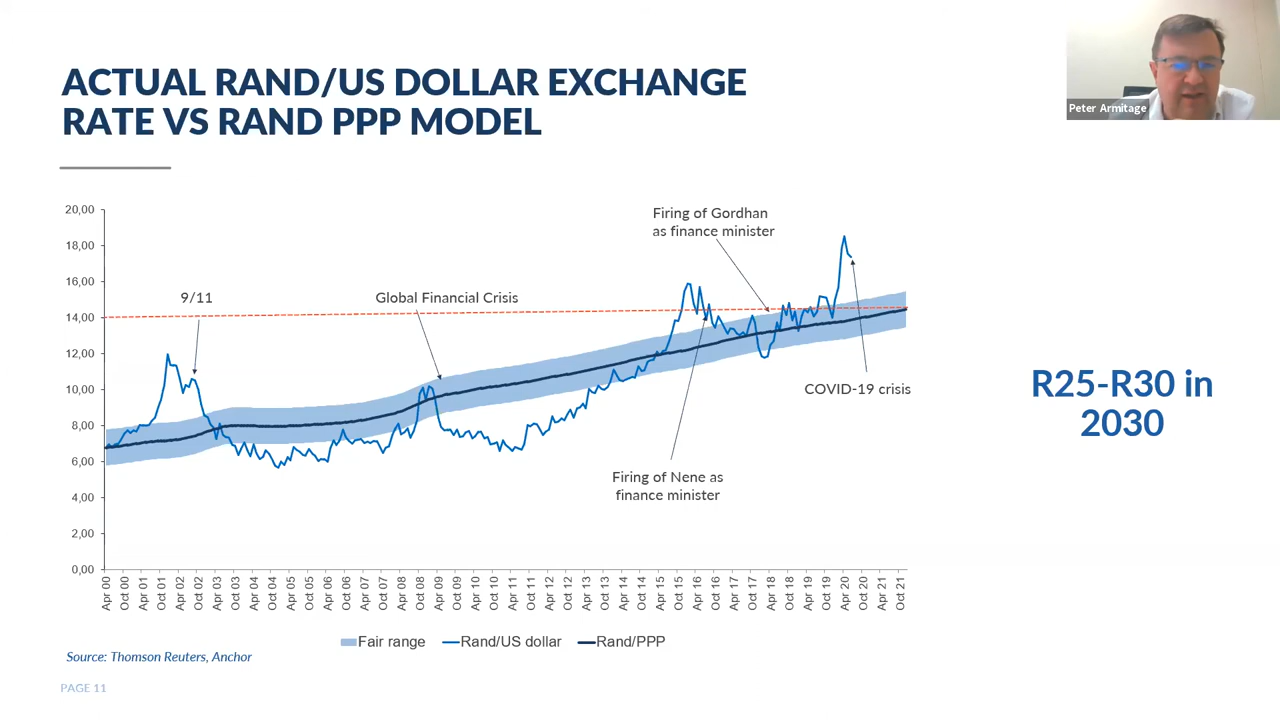 ACTUAL RAND/US DOLLAR EXCHANGE
RATE VS RAND PPP MODEL
Peter Armitage
20,00
18,00
16,00
14,00
12,00
10,00
8,00
6,00
4,00
2,00
0,00
9/11
Global Financial Crisis
Firing of Gordhan
as finance minister
COVID-19 crisis
Firing of Nene as
finance minister
R25-R30 in
2030
Apr 00
Oct 00
Apr 01
Oct 01
Apr 02
Oct 02
Apr 03
Oct 03
Apr 04
Oct 04
Apr 05
Oct 05
Apr 06
Oct 06
Apr 07
Oct 07
Apr 08
Oct 08
Apr 09
Oct 09
Apr 10
Oct 10
Apr 11
Oct 11
Apr 12
Oct 12
Apr 13
Oct 13
Apr 14
Oct 14
Apr 15
Oct 15
Apr 16
Oct 16
Apr 17
Oct 17
Apr 18
Oct 18
Apr 19
Oct 19
Apr 20
Oct 20
Apr 21
Oct 21
Fair range
Rand/US dollar
Rand/PPP
Source: Thomson Reuters, Anchor
PAGE 11